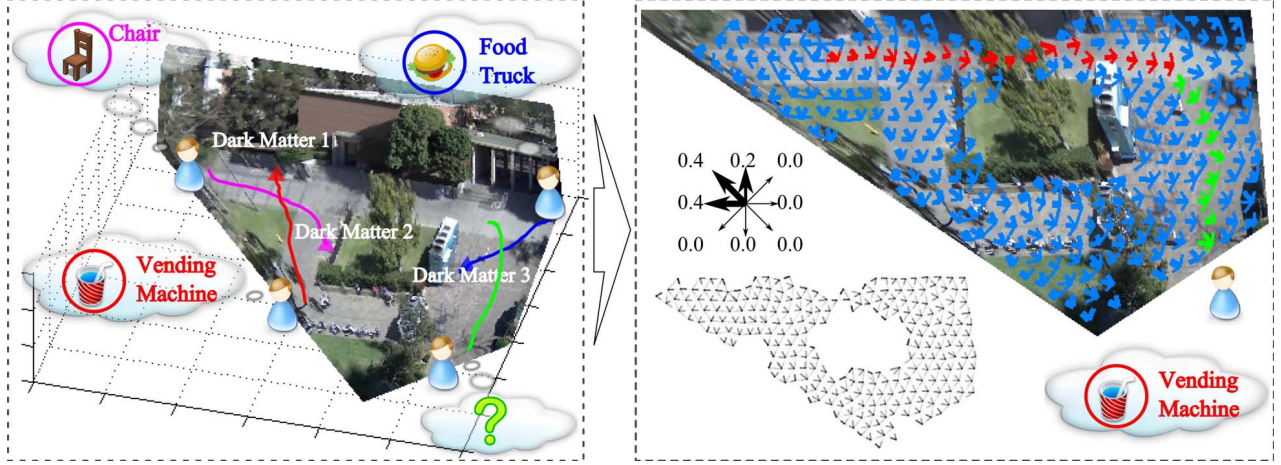 Chair
Food
Truck
Dark Matter 1
Dark Matter 2
Dark Matter 3
Vending
Machine
?
0.4 0.2 0.0
0.4 0.0
0.0 0.0 0.0
Vending
Machine